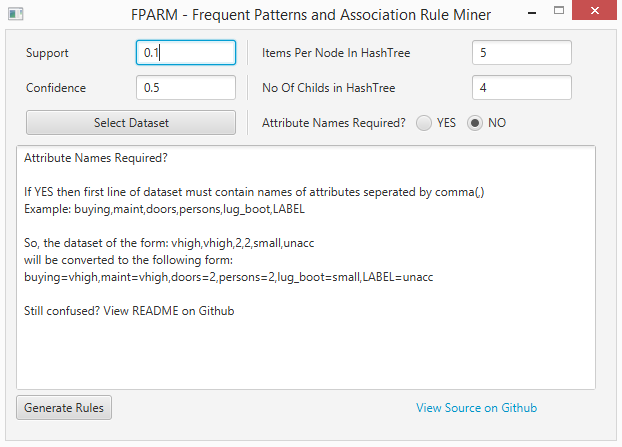 FPARM - Frequent Patterns and Association Rule Miner
Support 0.1 Items Per Node In HashTree 5
Confidence 0.5 No Of Childs in HashTree 4
Select Dataset Attribute Names Required? YES NO
Attribute Names Required?
If YES then first line of dataset must contain names of attributes seperated by comma(,)
Example: buying,maint,doors,persons,lug_boot,LABEL
So, the dataset of the form: vhigh,vhigh,2,2,small,unacc
will be converted to the following form:
buying=vhigh,maint=vhigh,doors=2,persons=2,lug_boot=small,LABEL=unacc
Still confused? View README on Github
Generate Rules View Source on Github